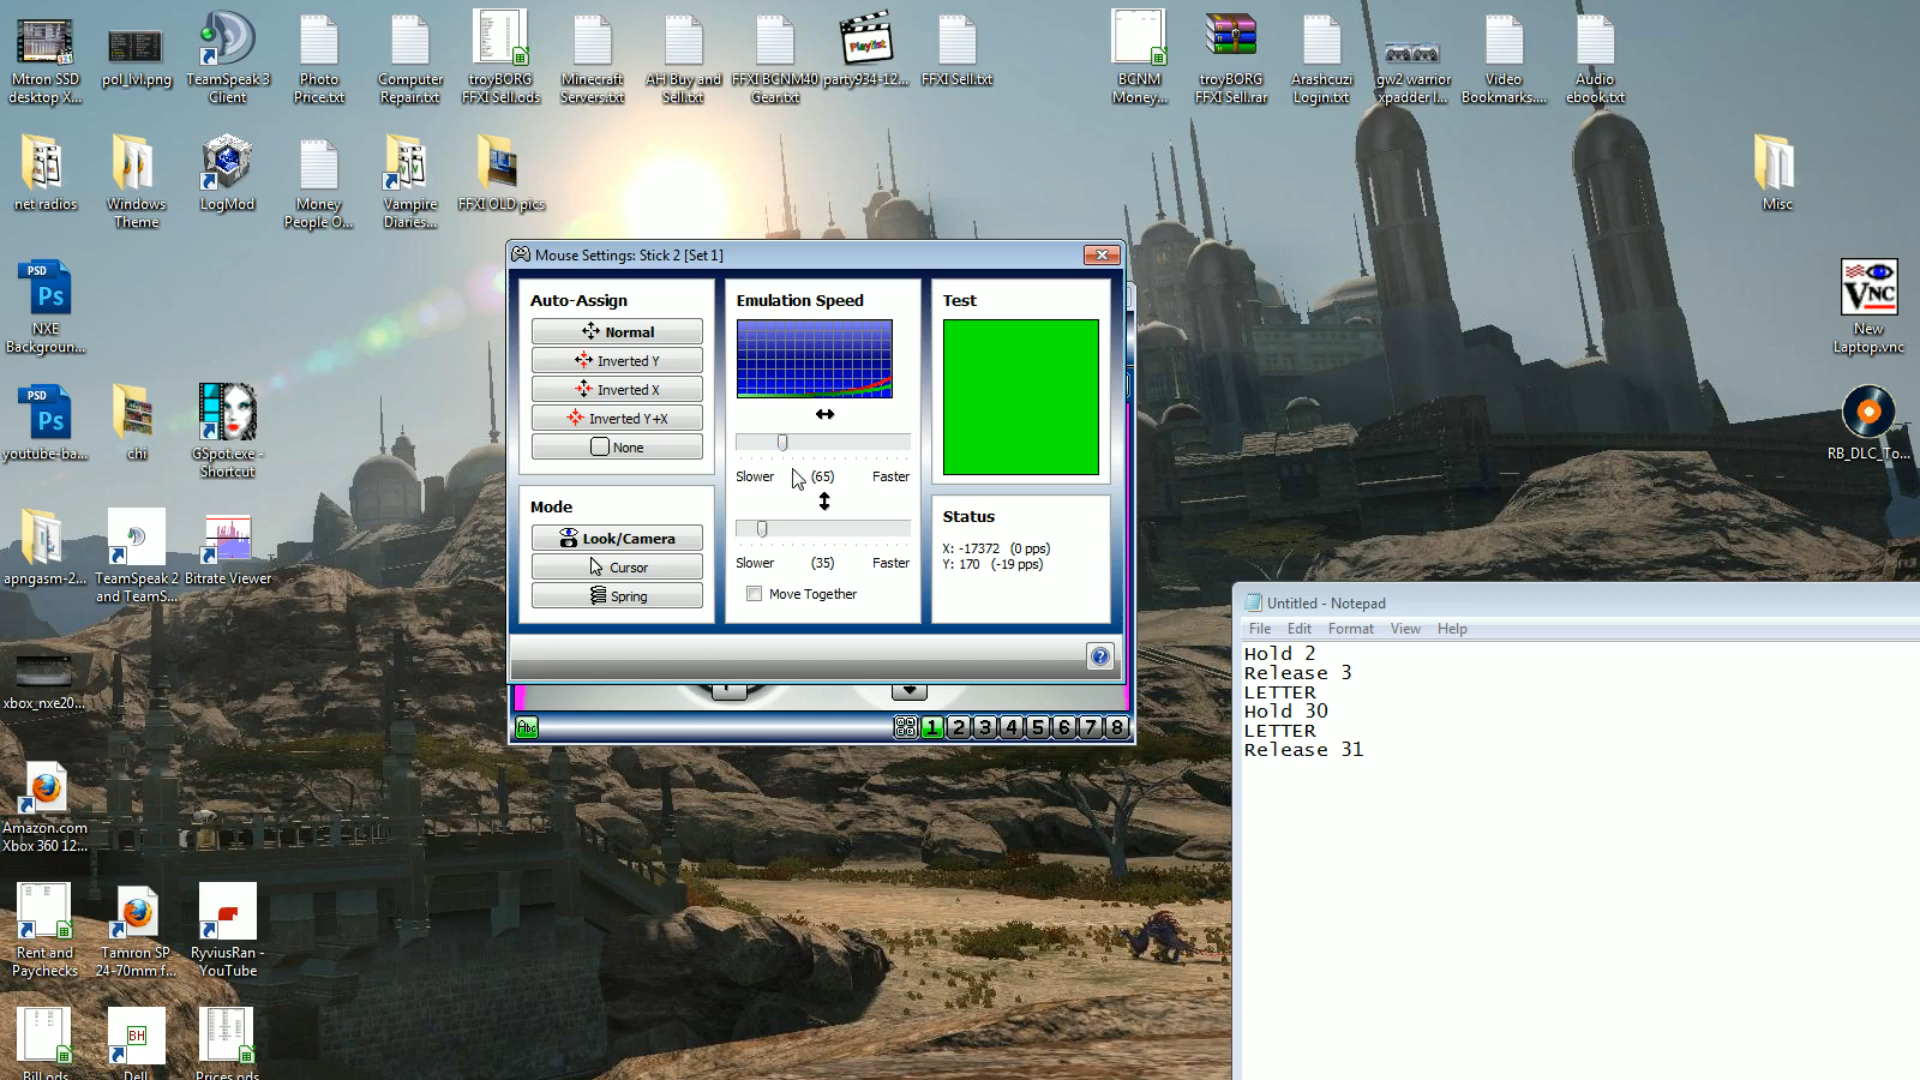 Mtron SSD
desktop X...
pol_lvl.png
TeamSpeak 3
Client
Photo
Price.txt
Computer
Repair.txt
troyBORG
FFXI Sell.ods
Minecraft
Servers.txt
AH Buy and
Sell.txt
FFXI BCNM40
Gear.txt
Playlist
party934-12...
FFXI Sell.txt
BCNM
Money...
troyBORG
FFXI Sell.rar
Arashcuzi
Login.txt
gw2 warrior
xpadder l...
Video
Bookmarks....
Audio
ebook.txt
net radios
Windows
Theme
LogMod
Money
People O...
Vampire
Diaries...
FFXI OLD pics
Misc
PSD
Ps
NXE
Backgroun...
VNC
New
Laptop.vnc
PSD
Ps
youtube-ba...
chi
GSpot.exe -
Shortcut
RB_DLC_To...
apngasm-2...
TeamSpeak 2
and TeamS...
Bitrate Viewer
xbox_nxe20...
Amazon.com
Xbox 360 12...
Rent and
Paychecks
Tamron SP
24-70mm f...
RyviusRan -
YouTube
Bill.ods
BH
Dell
Prices.ods
Mouse Settings: Stick 2 [Set 1]
Auto-Assign
Normal
Inverted Y
Inverted X
Inverted Y+X
None
Mode
Look/Camera
Cursor
Spring
Emulation Speed
Slower (65) Faster
Slower (35) Faster
Move Together
Test
Status
X: -17372 (0 pps)
Y: 170 (-19 pps)
Abc
1 2 3 4 5 6 7 8
Untitled - Notepad
File Edit Format View Help
Hold 2
Release 3
LETTER
Hold 30
LETTER
Release 31